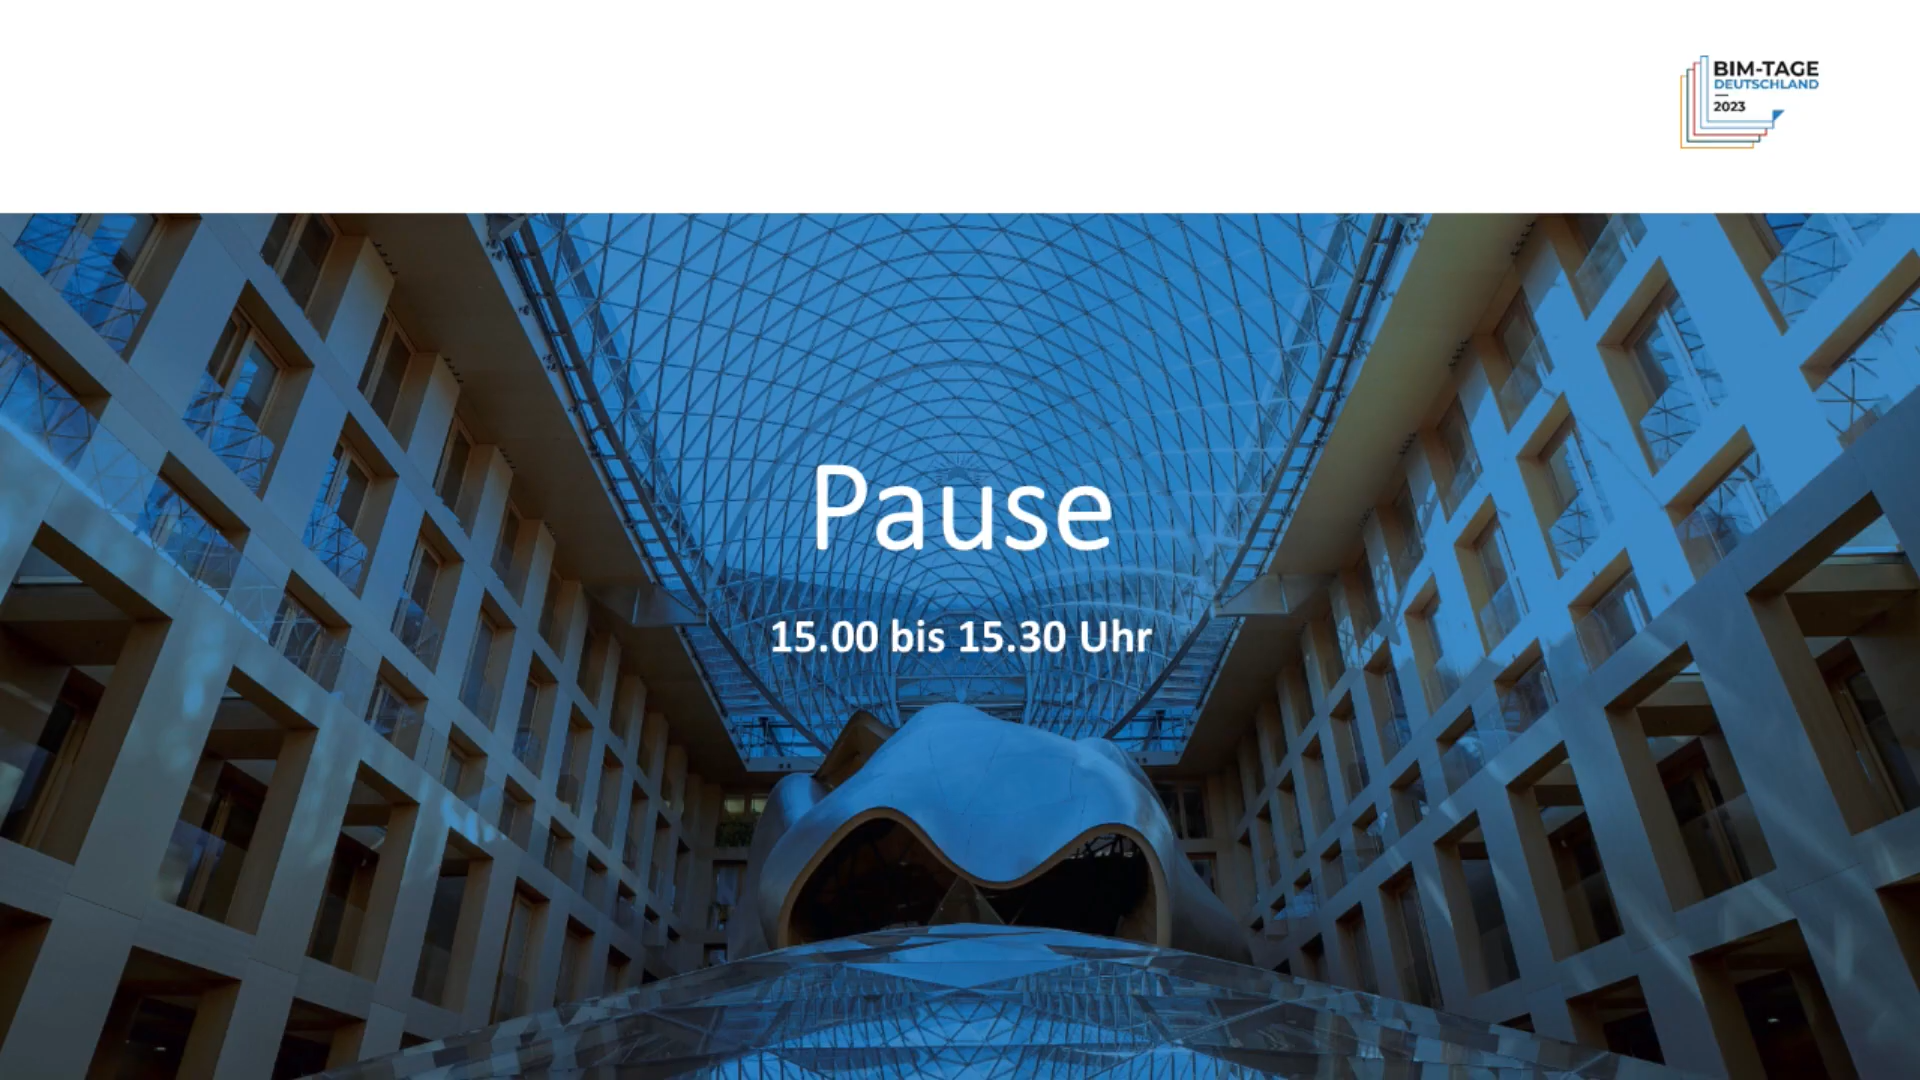 BIM-TAGE
DEUTSCHLAND
2023
Pause
15.00 bis 15.30 Uhr